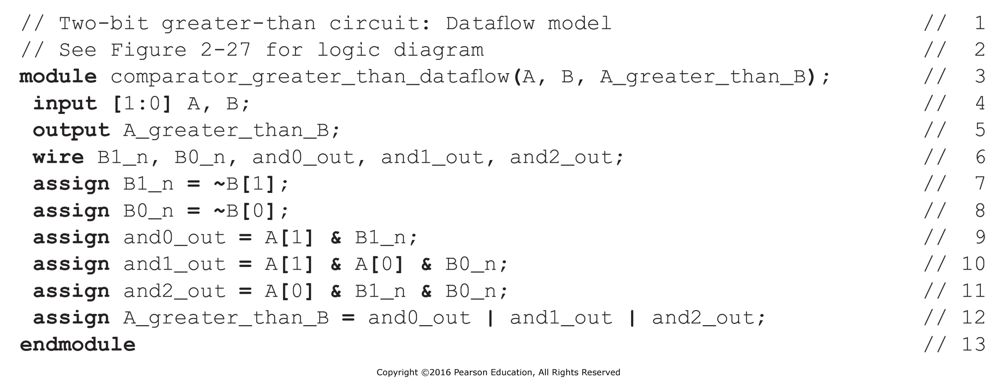 // Two-bit greater-than circuit: Dataflow model // 1
// See Figure 2-27 for logic diagram // 2
module comparator_greater_than_dataflow(A, B, A_greater_than_B); // 3
input [1:0] A, B; // 4
output A_greater_than_B; // 5
wire B1_n, B0_n, and0_out, and1_out, and2_out; // 6
assign B1_n = ~B[1]; // 7
assign B0_n = ~B[0]; // 8
assign and0_out = A[1] & B1_n; // 9
assign and1_out = A[1] & A[0] & B0_n; // 10
assign and2_out = A[0] & B1_n & B0_n; // 11
assign A_greater_than_B = and0_out | and1_out | and2_out; // 12
endmodule // 13
Copyright ©2016 Pearson Education, All Rights Reserved